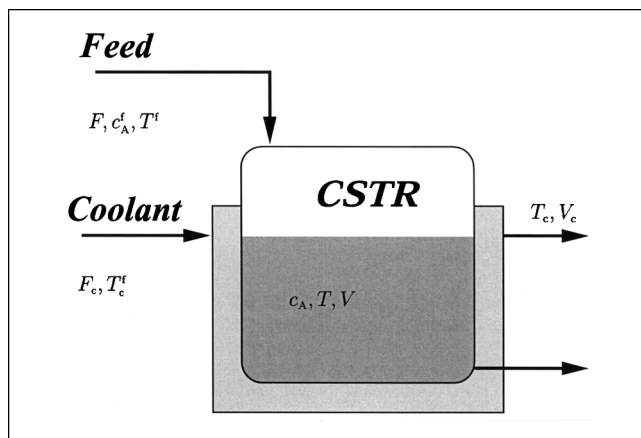 Feed
F, c_A^f, T^f
CSTR
Coolant
T_c, V_c
F_c, T_c^f
c_A, T, V